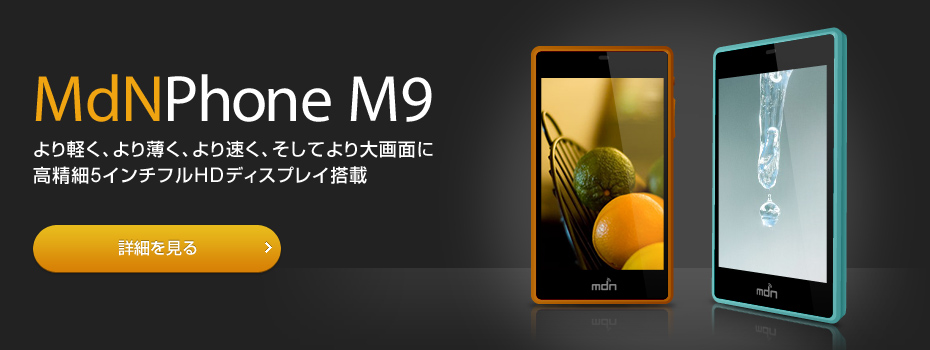 MdNPhone M9
より軽く、より薄く、より速く、そしてより大画面に
高精細5インチフルHDディスプレイ搭載
詳細を見る
mdn
mdn